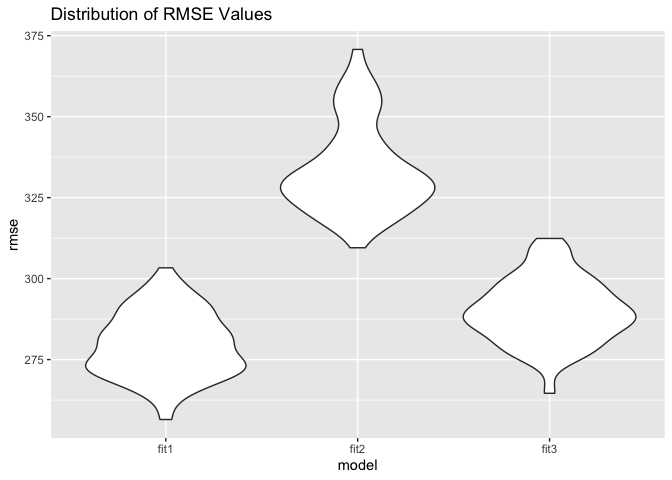 Distribution of RMSE Values
375
350
325
300
275
rmse
fit1
fit2
fit3
model